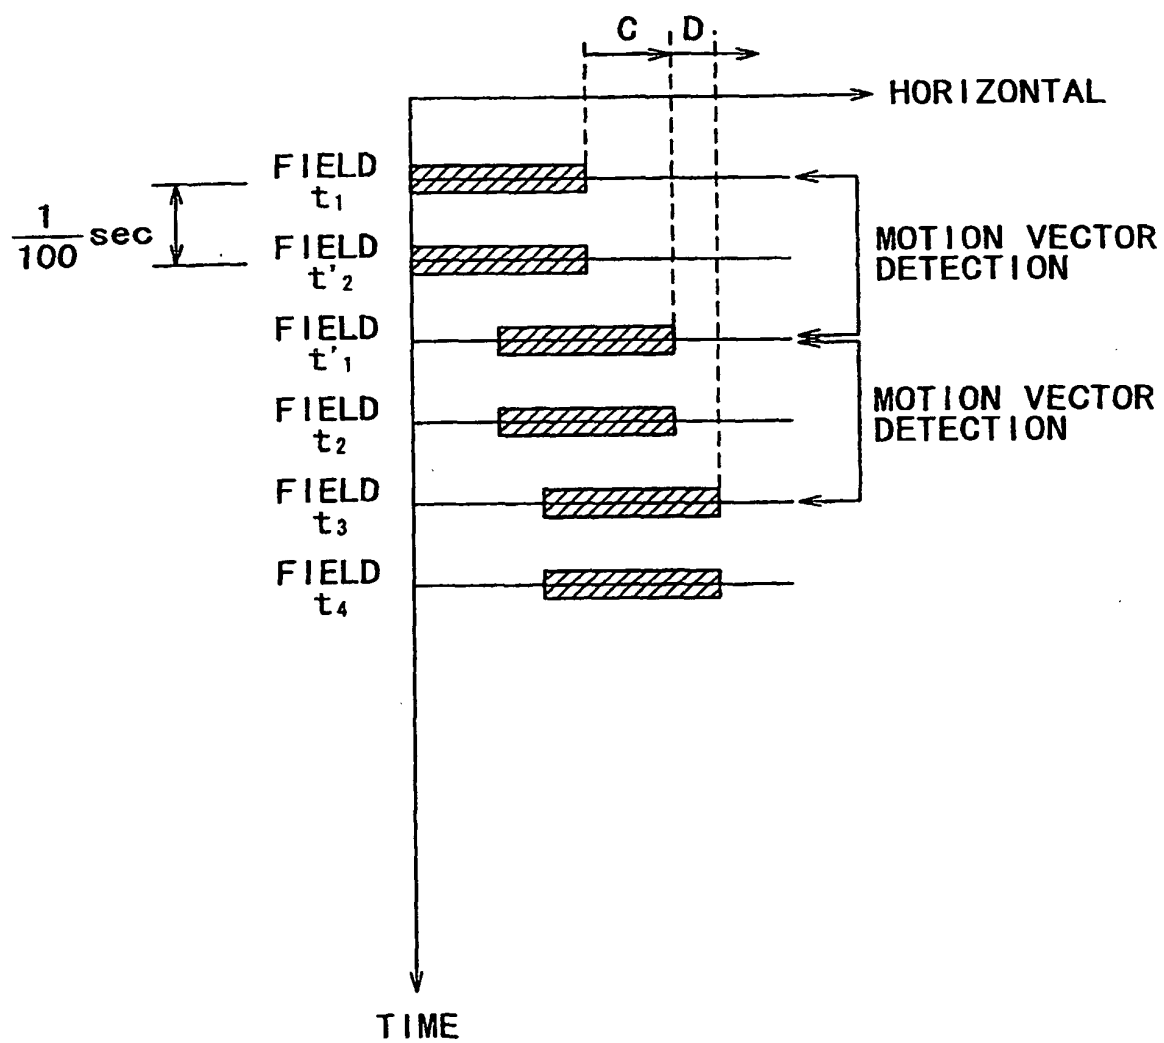 C D
HORIZONTAL
FIELD
t1
1/100 sec
FIELD
t'2
MOTION VECTOR
DETECTION
FIELD
t'1
FIELD
t2
MOTION VECTOR
DETECTION
FIELD
t3
FIELD
t4
TIME